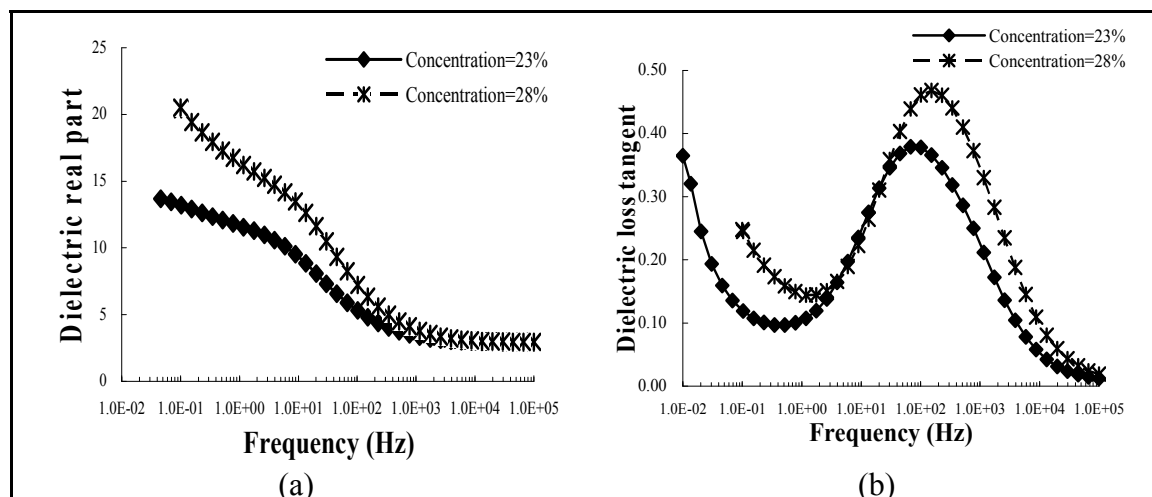 25
20
15
10
5
0
Dielectric real part
Concentration=23%
Concentration=28%
1.0E-02 1.0E-01 1.0E+00 1.0E+01 1.0E+02 1.0E+03 1.0E+04 1.0E+05
Frequency (Hz)
(a)
(b)
Concentration=23%
Concentration=28%
0.50
0.40
0.30
0.20
0.10
0.00
Dielectric loss tangent
1.0E-02 1.0E-01 1.0E+00 1.0E+01 1.0E+02 1.0E+03 1.0E+04 1.0E+05
Frequency (Hz)
(b)